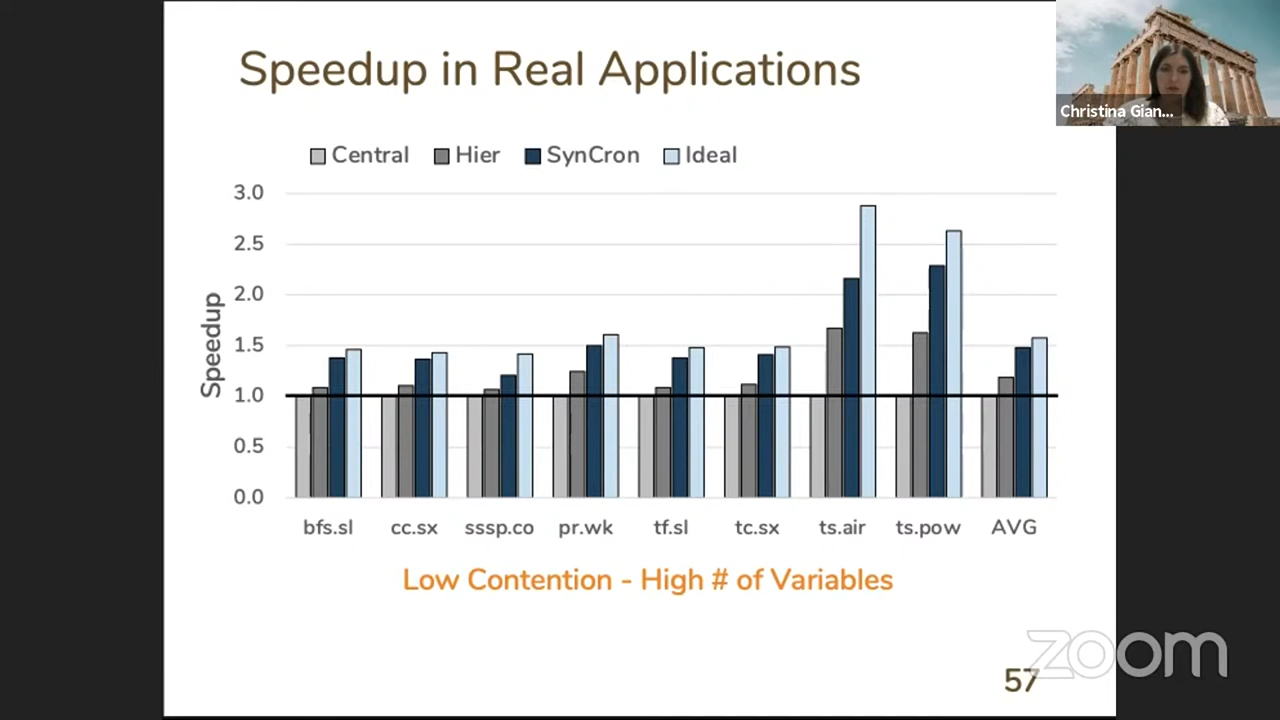 Speedup in Real Applications
Christina Gian...
Central Hier SynCron Ideal
Speedup
3.0
2.5
2.0
1.5
1.0
0.5
0.0
bfs.sl cc.sx sssp.co pr.wk tf.sl tc.sx ts.air ts.pow AVG
Low Contention - High # of Variables
zoom
57